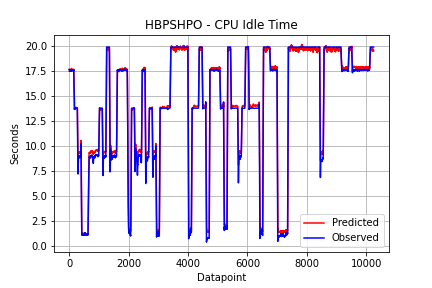 HBPSHPO - CPU Idle Time
20.0
17.5
15.0
12.5
10.0
7.5
5.0
2.5
0.0
Seconds
Predicted
Observed
0 2000 4000 6000 8000 10000
Datapoint